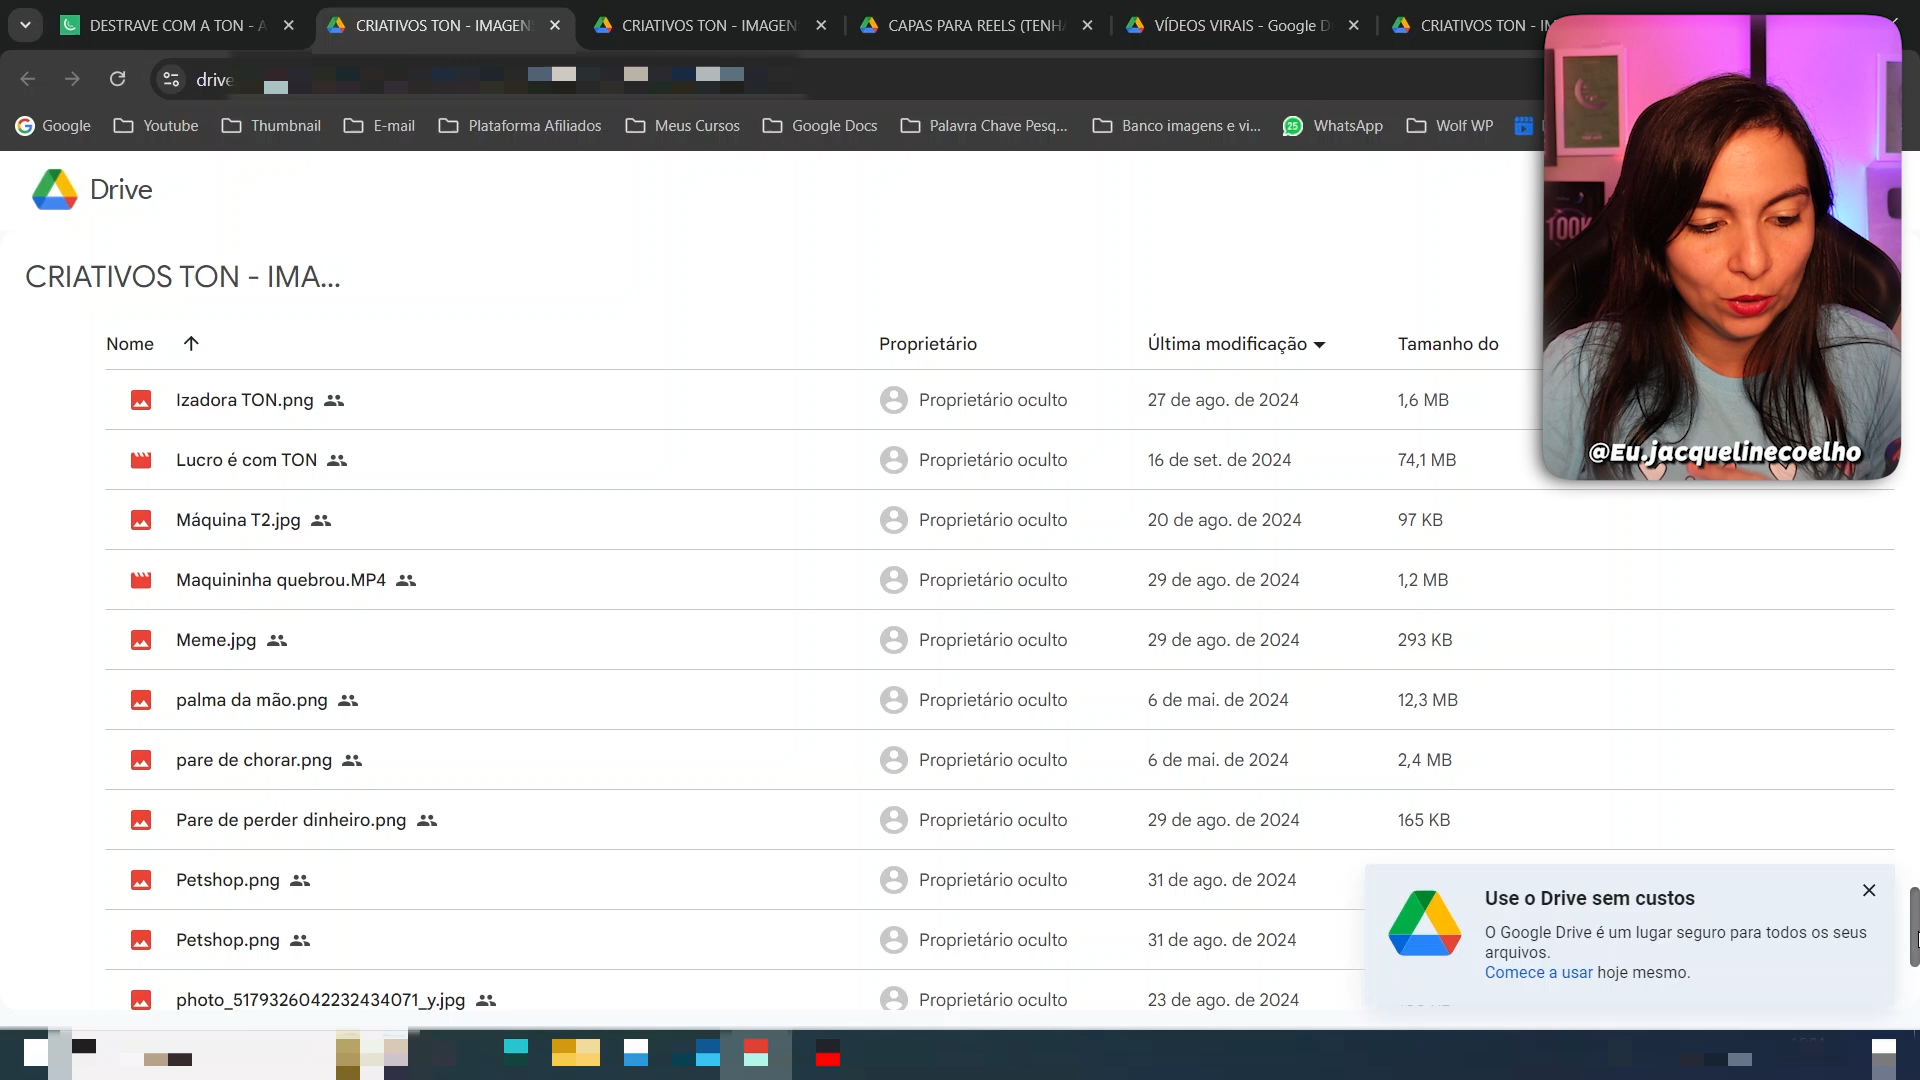 DESTRAVE COM A TON - A
CRIATIVOS TON - IMAGEN
CRIATIVOS TON - IMAGEN
CAPAS PARA REELS (TENHA
VÍDEOS VIRAIS - Google D
CRIATIVOS TON - IM
drive
Google
Youtube
Thumbnail
E-mail
Plataforma Afiliados
Meus Cursos
Google Docs
Palavra Chave Pesq...
Banco imagens e vi...
25
WhatsApp
Wolf WP
100K
Drive
CRIATIVOS TON - IMA...
Nome Proprietário Última modificação Tamanho do
Izadora TON.png Proprietário oculto 27 de ago. de 2024 1,6 MB
@Eu.jacquelinecoelho
Lucro é com TON Proprietário oculto 16 de set. de 2024 74,1 MB
Máquina T2.jpg Proprietário oculto 20 de ago. de 2024 97 KB
Maquininha quebrou.MP4 Proprietário oculto 29 de ago. de 2024 1,2 MB
Meme.jpg Proprietário oculto 29 de ago. de 2024 293 KB
palma da mão.png Proprietário oculto 6 de mai. de 2024 12,3 MB
pare de chorar.png Proprietário oculto 6 de mai. de 2024 2,4 MB
Pare de perder dinheiro.png Proprietário oculto 29 de ago. de 2024 165 KB
Petshop.png Proprietário oculto 31 de ago. de 2024
Petshop.png Proprietário oculto 31 de ago. de 2024
photo_5179326042232434071_y.jpg Proprietário oculto 23 de ago. de 2024
Use o Drive sem custos
O Google Drive é um lugar seguro para todos os seus
arquivos.
Comece a usar hoje mesmo.